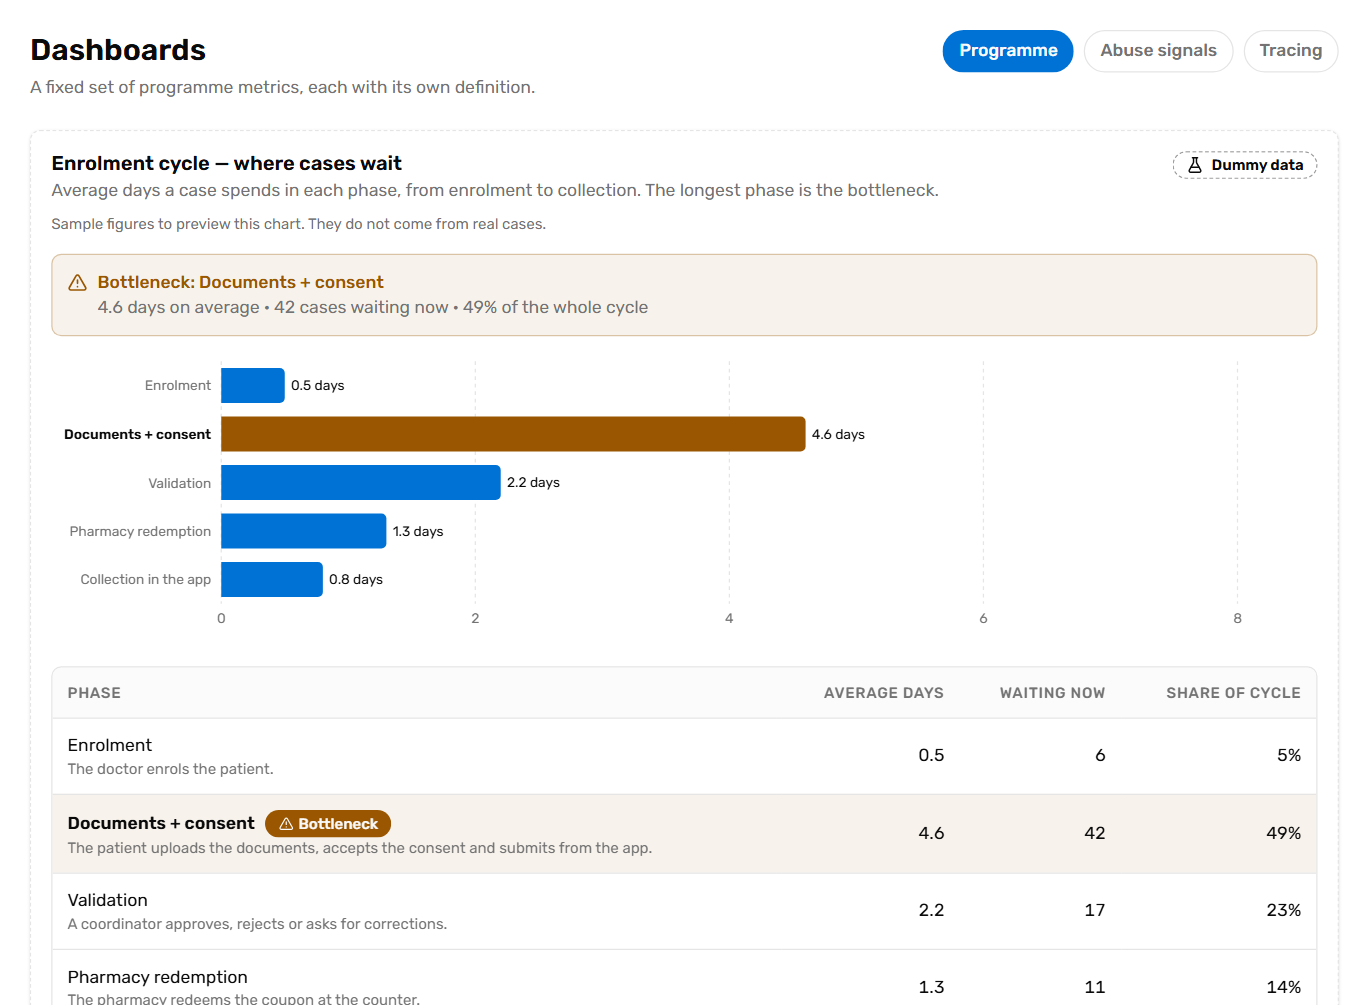 Dashboards
Programme
Abuse signals
Tracing
A fixed set of programme metrics, each with its own definition.
Enrolment cycle — where cases wait
Dummy data
Average days a case spends in each phase, from enrolment to collection. The longest phase is the bottleneck.
Sample figures to preview this chart. They do not come from real cases.
Bottleneck: Documents + consent
4.6 days on average • 42 cases waiting now • 49% of the whole cycle
Enrolment
0.5 days
Documents + consent
4.6 days
Validation
2.2 days
Pharmacy redemption
1.3 days
Collection in the app
0.8 days
0 2 4 6 8
PHASE AVERAGE DAYS WAITING NOW SHARE OF CYCLE
Enrolment
The doctor enrols the patient.
0.5 6 5%
Documents + consent Bottleneck
The patient uploads the documents, accepts the consent and submits from the app.
4.6 42 49%
Validation
A coordinator approves, rejects or asks for corrections.
2.2 17 23%
Pharmacy redemption
The pharmacy redeems the coupon at the counter.
1.3 11 14%